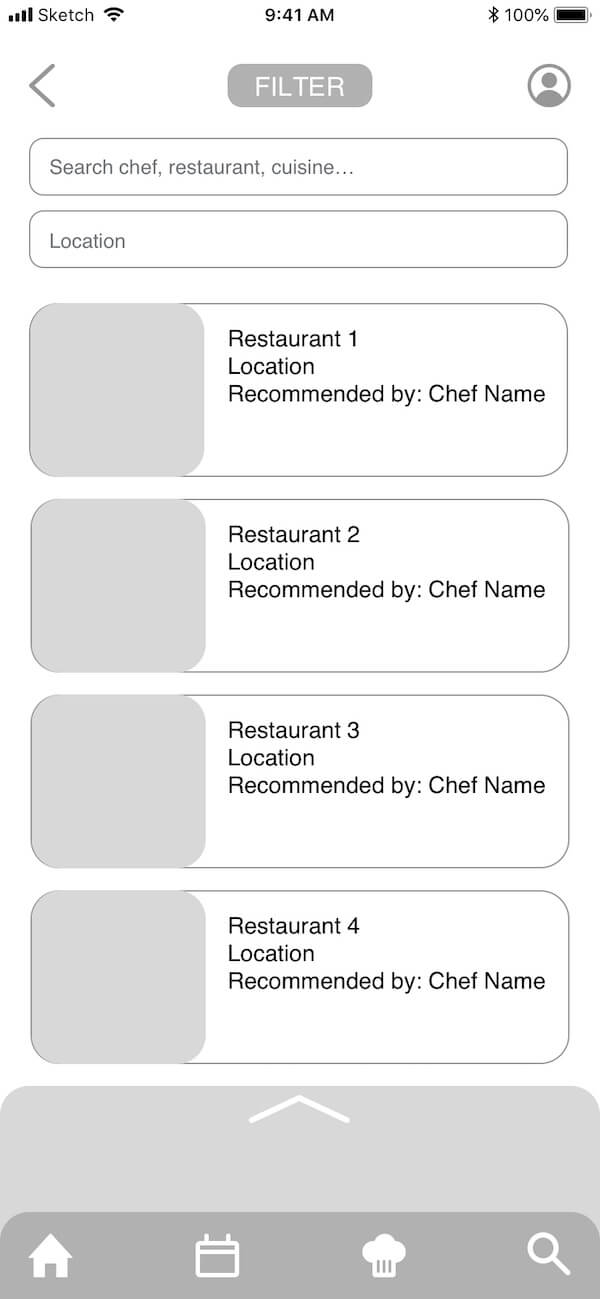 Sketch 9:41 AM 100%
FILTER
Search chef, restaurant, cuisine...
Location
Restaurant 1
Location
Recommended by: Chef Name
Restaurant 2
Location
Recommended by: Chef Name
Restaurant 3
Location
Recommended by: Chef Name
Restaurant 4
Location
Recommended by: Chef Name